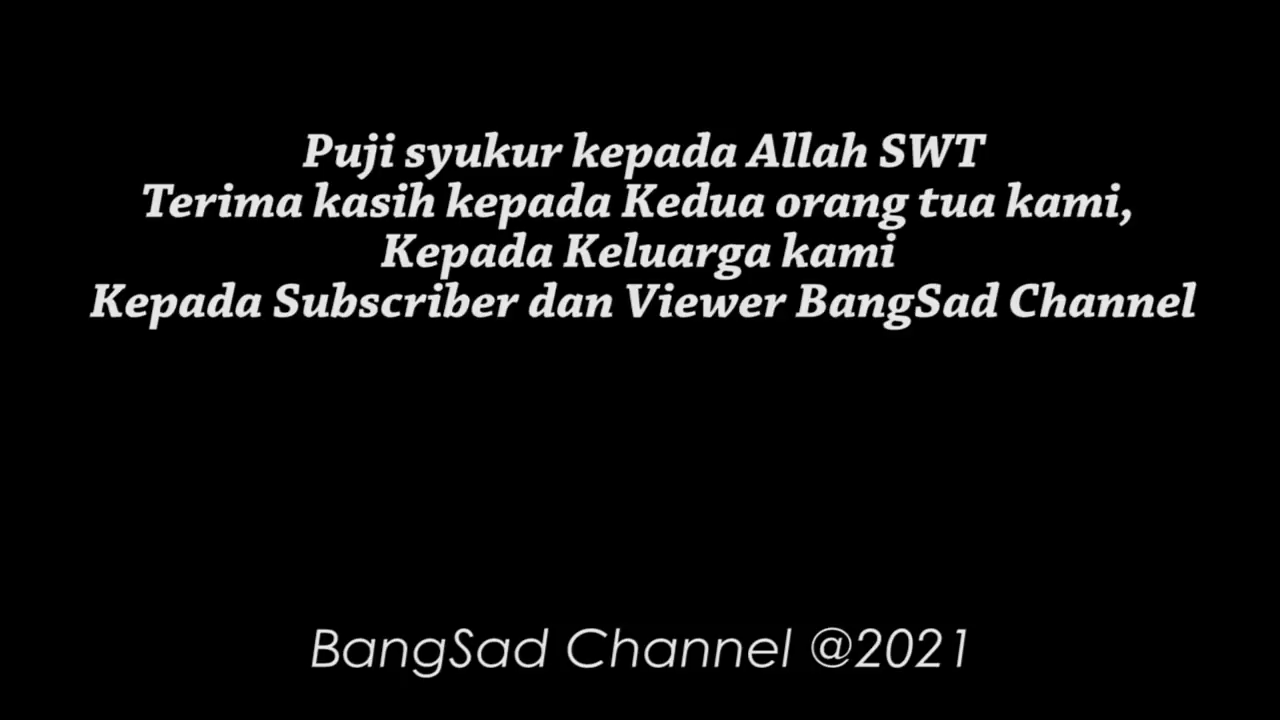 Puji syukur kepada Allah SWT
Terima kasih kepada Kedua orang tua kami,
Kepada Keluarga kami
Kepada Subscriber dan Viewer BangSad Channel
BangSad Channel @2021